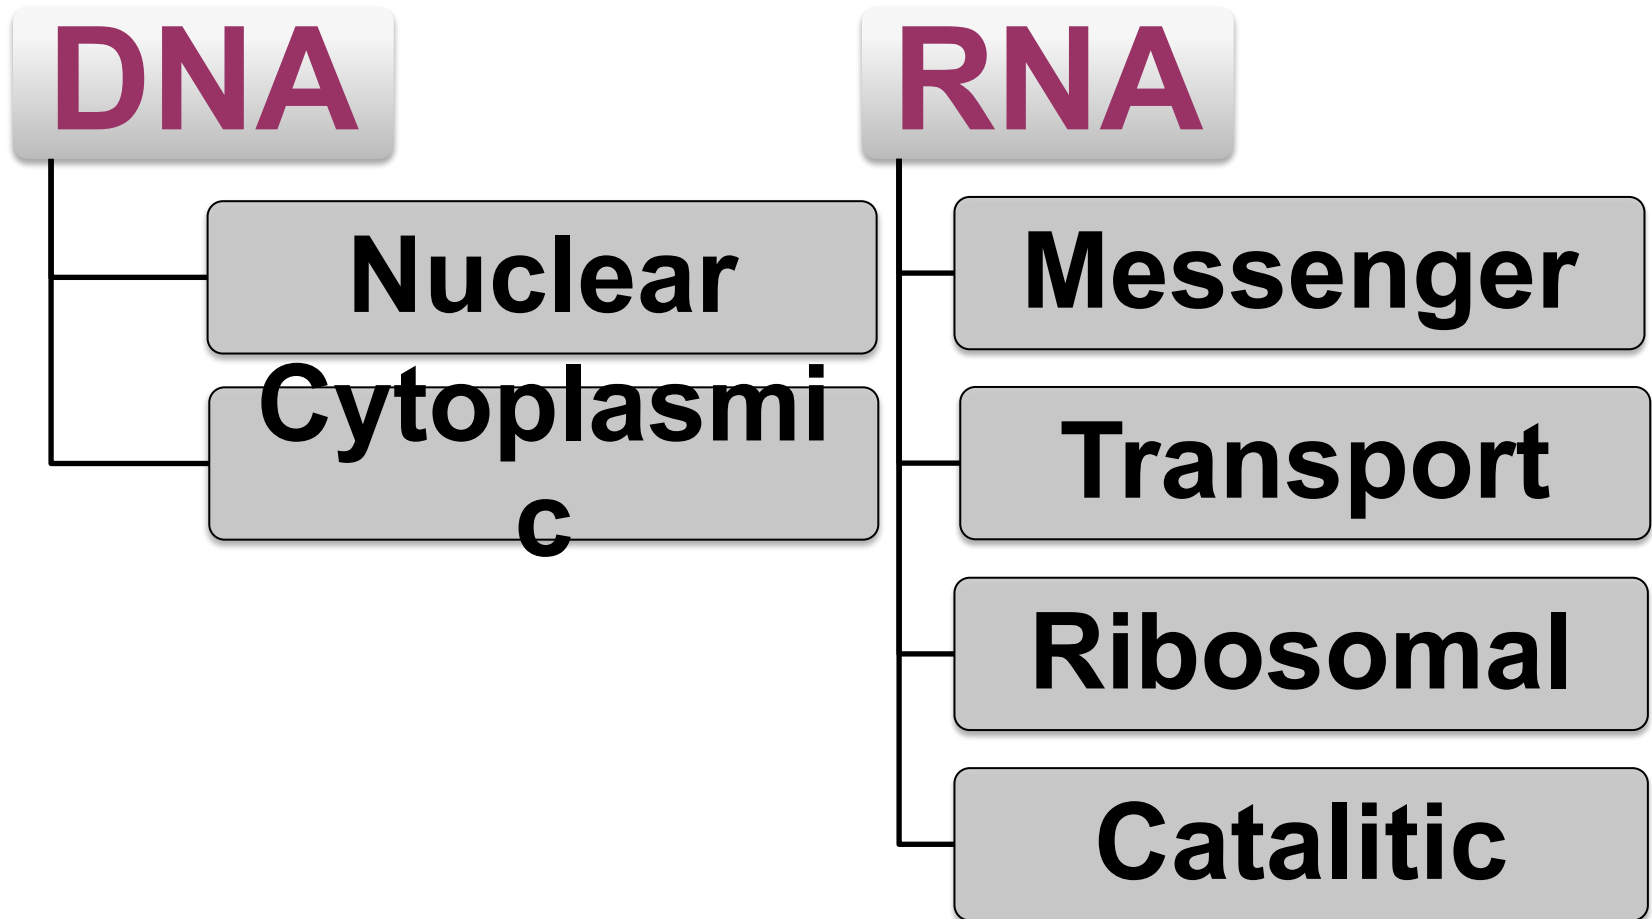 DNA
Nuclear
Cytoplasmi
c
RNA
Messenger
Transport
Ribosomal
Catalitic